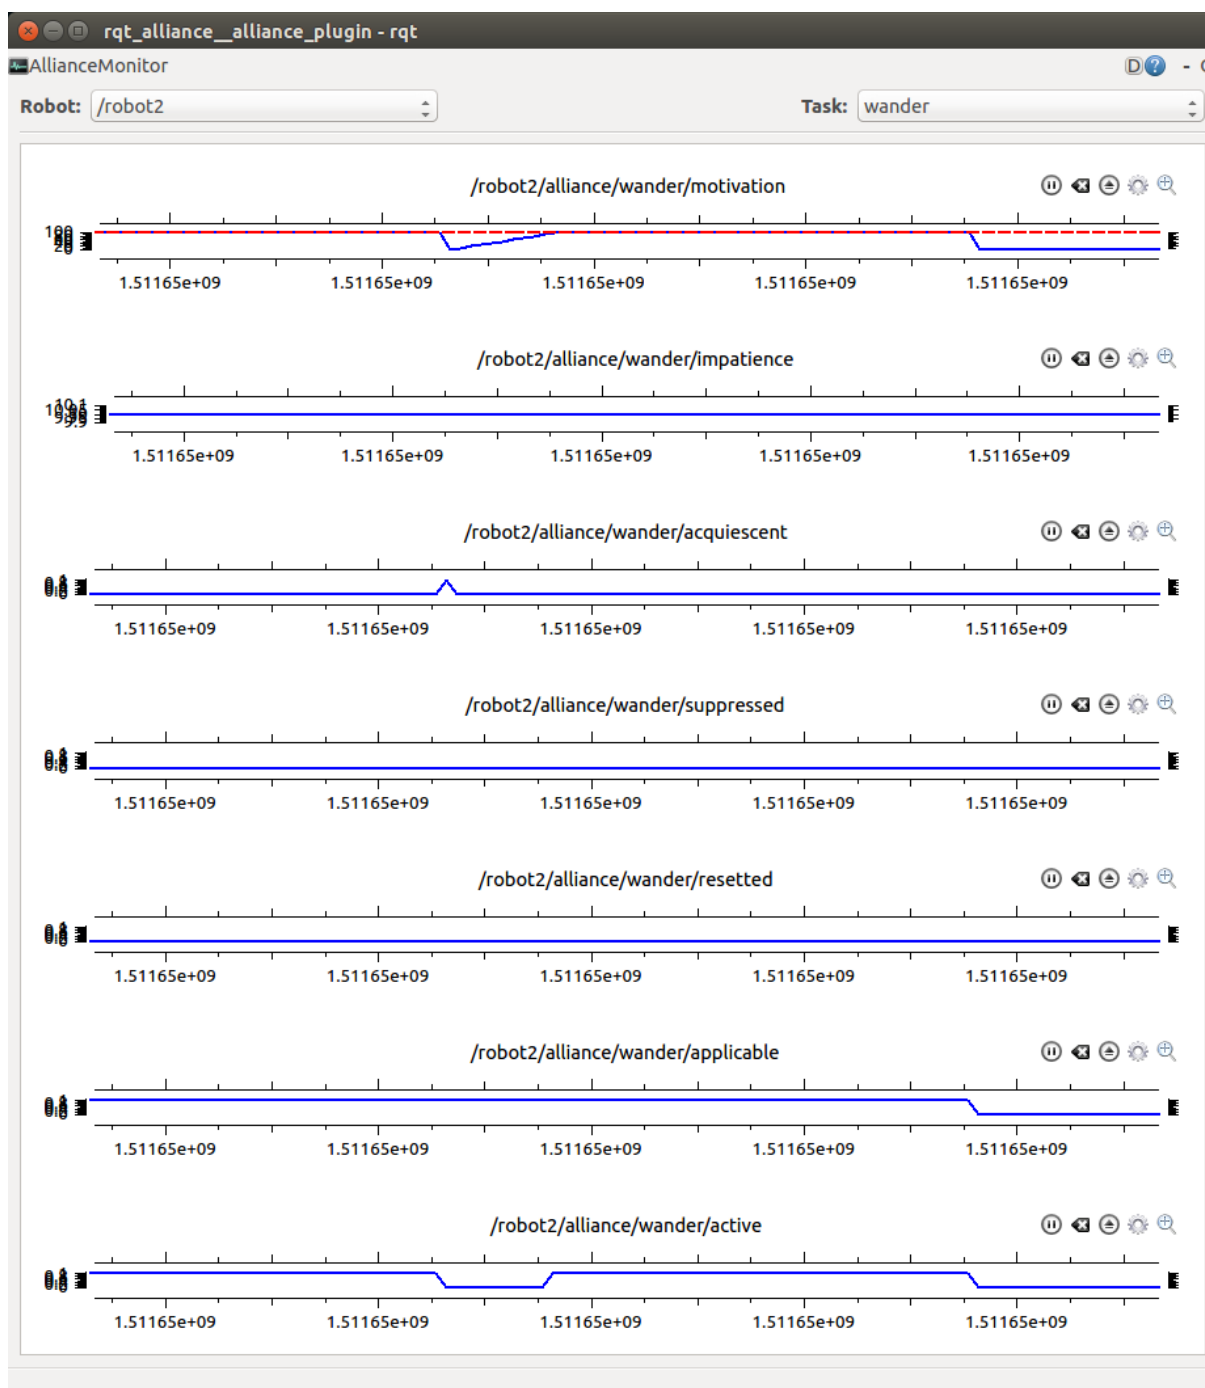 rqt_alliance__alliance_plugin - rqt
AllianceMonitor D ? -
Robot: /robot2 Task: wander
/robot2/alliance/wander/motivation
100
1.51165e+09 1.51165e+09 1.51165e+09 1.51165e+09 1.51165e+09
/robot2/alliance/wander/impatience
10.1
9.9
1.51165e+09 1.51165e+09 1.51165e+09 1.51165e+09 1.51165e+09
/robot2/alliance/wander/acquiescent
1.51165e+09 1.51165e+09 1.51165e+09 1.51165e+09 1.51165e+09
/robot2/alliance/wander/suppressed
1.51165e+09 1.51165e+09 1.51165e+09 1.51165e+09 1.51165e+09
/robot2/alliance/wander/resetted
1.51165e+09 1.51165e+09 1.51165e+09 1.51165e+09 1.51165e+09
/robot2/alliance/wander/applicable
1.51165e+09 1.51165e+09 1.51165e+09 1.51165e+09 1.51165e+09
/robot2/alliance/wander/active
1.51165e+09 1.51165e+09 1.51165e+09 1.51165e+09 1.51165e+09